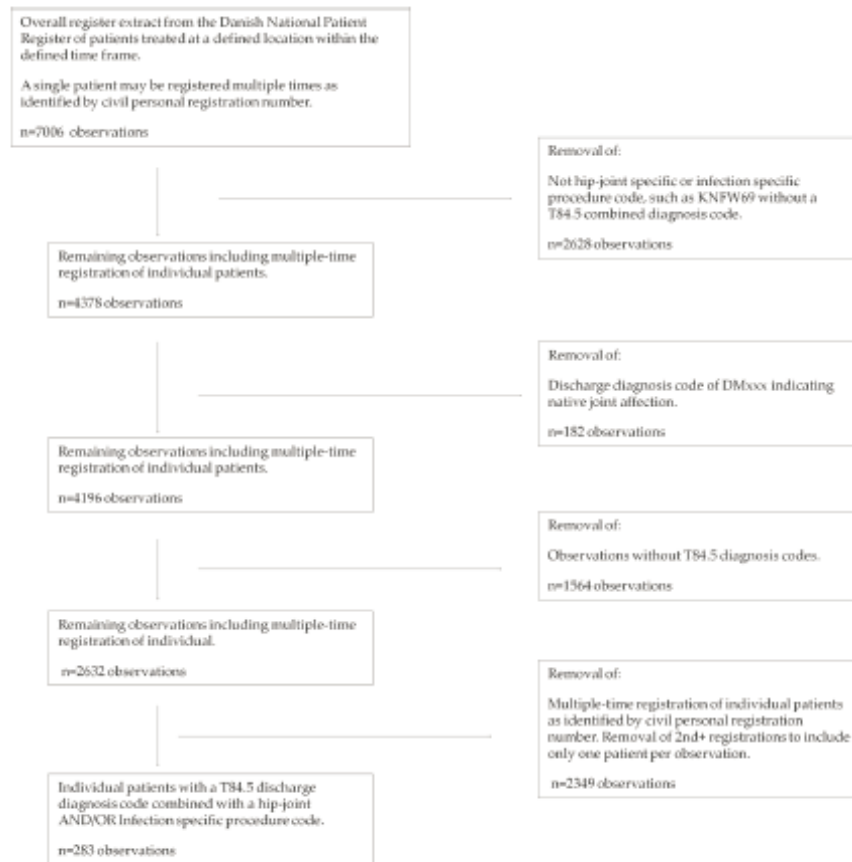 Overall register extract from the Danish National Patient
Register of patients treated at a defined location within the
defined time frame.
A single patient may be registered multiple times as
identified by civil personal registration number.
n=7006 observations
Removal of:
Not hip-joint specific or infection specific
procedure code, such as KNFW69 without a
T84.5 combined diagnosis code.
n=2628 observations
Remaining observations including multiple-time
registration of individual patients.
n=4378 observations
Removal of:
Discharge diagnosis code of DMxxx indicating
native joint affection.
n=182 observations
Remaining observations including multiple-time
registration of individual patients.
n=4196 observations
Removal of:
Observations without T84.5 diagnosis codes.
n=1564 observations
Remaining observations including multiple-time
registration of individual.
n=2632 observations
Removal of:
Multiple-time registration of individual patients
as identified by civil personal registration
number. Removal of 2nd+ registrations to include
only one patient per observation.
n=2349 observations
Individual patients with a T84.5 discharge
diagnosis code combined with a hip-joint
AND/OR Infection specific procedure code.
n=283 observations